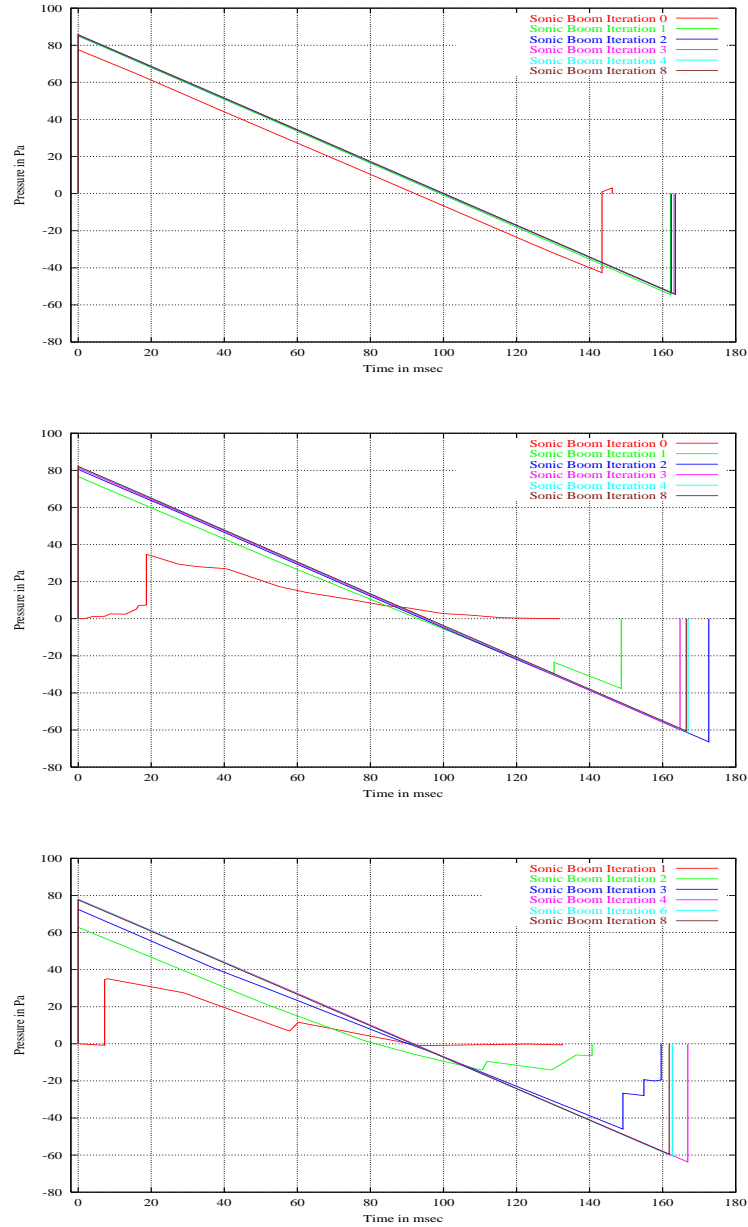 100
80
60
40
20
0
-20
-40
-60
-80
Pressure in Pa
Sonic Boom Iteration 0
Sonic Boom Iteration 1
Sonic Boom Iteration 2
Sonic Boom Iteration 3
Sonic Boom Iteration 4
Sonic Boom Iteration 8
0 20 40 60 80 100 120 140 160 180
Time in msec
100
80
60
40
20
0
-20
-40
-60
-80
Pressure in Pa
Sonic Boom Iteration 0
Sonic Boom Iteration 1
Sonic Boom Iteration 2
Sonic Boom Iteration 3
Sonic Boom Iteration 4
Sonic Boom Iteration 8
0 20 40 60 80 100 120 140 160 180
Time in msec
100
80
60
40
20
0
-20
-40
-60
-80
Pressure in Pa
Sonic Boom Iteration 1
Sonic Boom Iteration 2
Sonic Boom Iteration 3
Sonic Boom Iteration 4
Sonic Boom Iteration 6
Sonic Boom Iteration 8
0 20 40 60 80 100 120 140 160 180
Time in msec